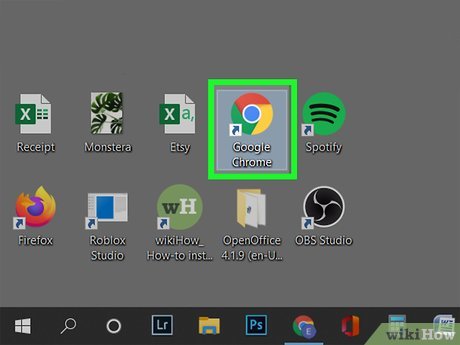 X a,
Receipt Monstera Etsy Google Chrome Spotify
wH
Firefox Roblox Studio wikiHow_ How-to inst... OpenOffice 4.1.9 (en-U... OBS Studio
Lr Ps E W
wikiHow